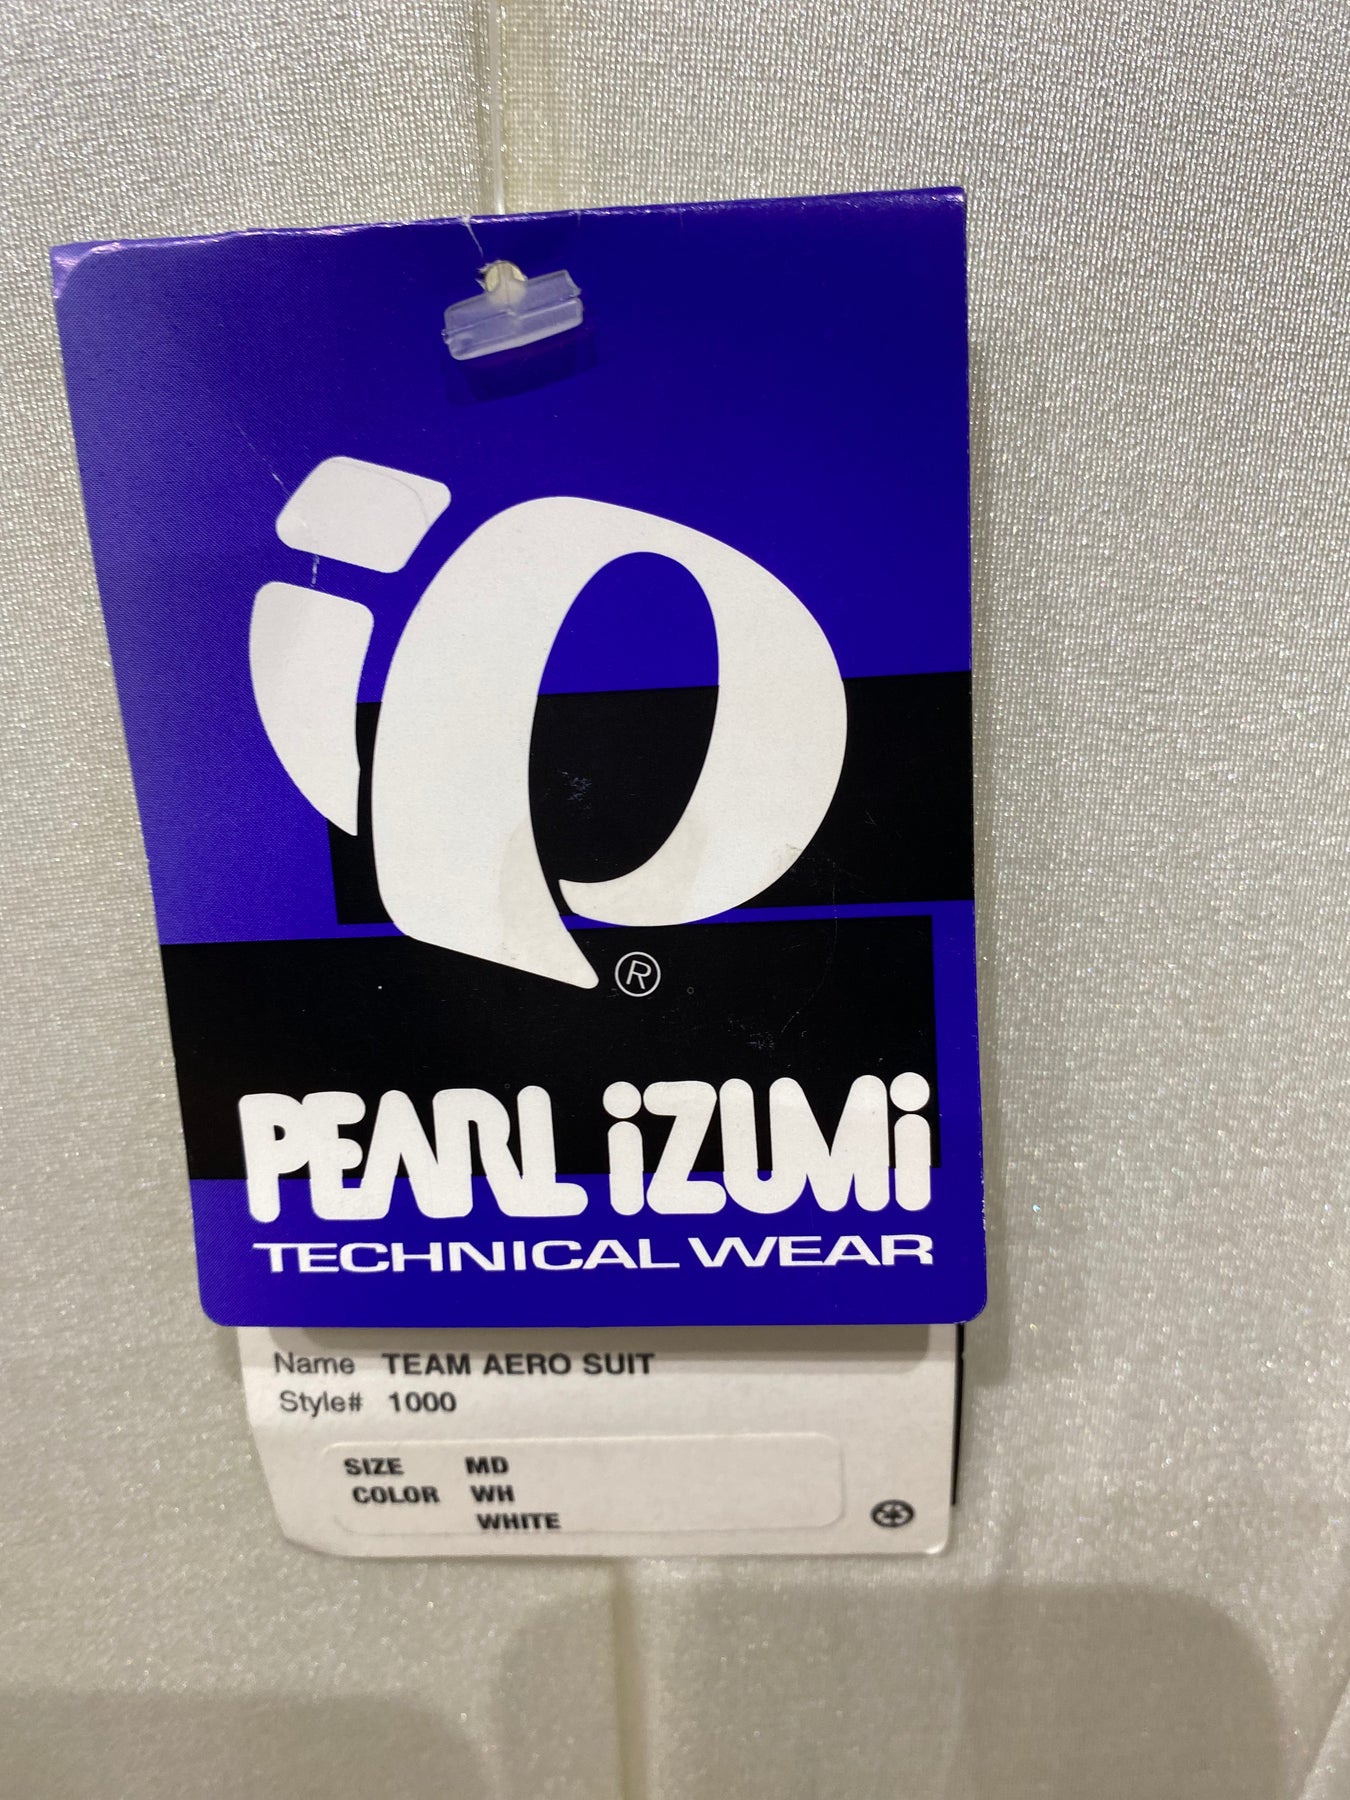 ®
PEARL iZUMi
TECHNICAL WEAR
Name TEAM AERO SUIT
Style# 1000
SIZE MD
COLOR WH
WHITE